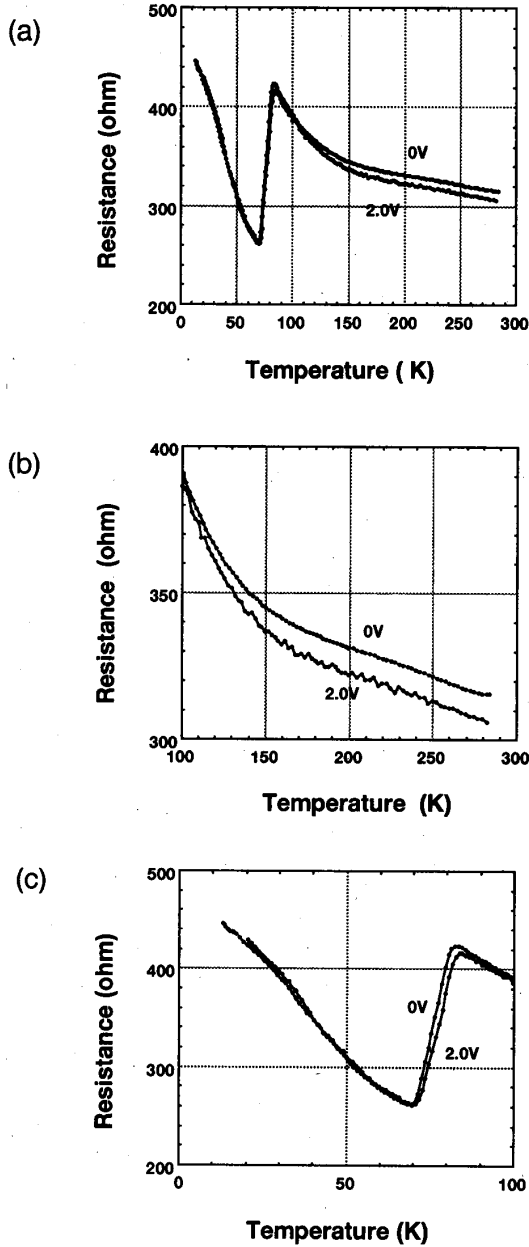 (a)
500
400
300
200
Resistance (ohm)
0V
2.0V
0 50 100 150 200 250 300
Temperature ( K)
(b)
400
350
300
Resistance (ohm)
0V
2.0V
100 150 200 250 300
Temperature (K)
(c)
500
400
300
200
Resistance (ohm)
0V
2.0V
0 50 100
Temperature (K)